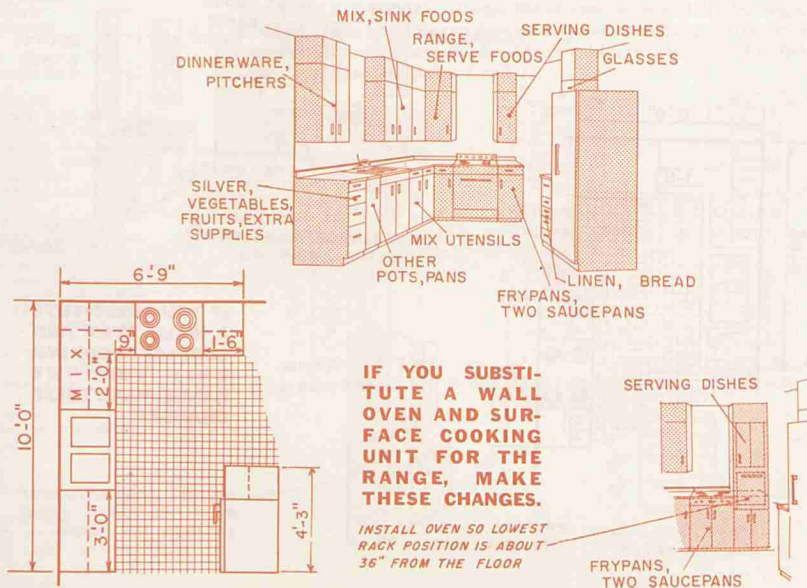 MIX, SINK FOODS
RANGE,
SERVE FOODS
SERVING DISHES
GLASSES
DINNERWARE,
PITCHERS
SILVER,
VEGETABLES,
FRUITS, EXTRA
SUPPLIES
MIX UTENSILS
OTHER
POTS, PANS
LINEN, BREAD
FRYPANS,
TWO SAUCEPANS
6'-9"
9"
1'-6"
MIX
2'-0"
10'-0"
3'-0"
4'-3"
IF YOU SUBSTI-
TUTE A WALL
OVEN AND SUR-
FACE COOKING
UNIT FOR THE
RANGE, MAKE
THESE CHANGES.
INSTALL OVEN SO LOWEST
RACK POSITION IS ABOUT
36" FROM THE FLOOR
SERVING DISHES
FRYPANS,
TWO SAUCEPANS